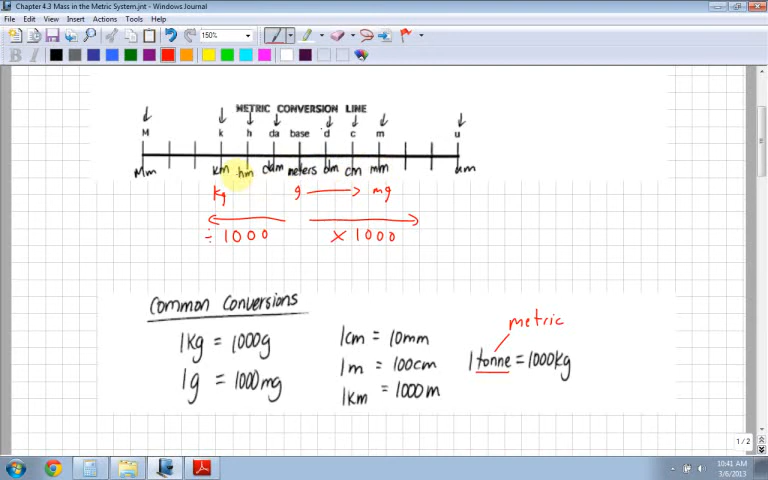 Chapter 4.3 Mass in the Metric System.jnt - Windows Journal
File Edit View Insert Actions Tools Help
150%
B I
METRIC CONVERSION LINE
M k h da base d c m u
Mm km hm dam meters dm cm mm um
kg g mg
÷ 1000 x 1000
Common Conversions
metric
1kg = 1000g 1cm = 10mm
1m = 100cm 1 tonne = 1000kg
1g = 1000mg 1km = 1000m
1 / 2
10:41 AM
3/6/2013